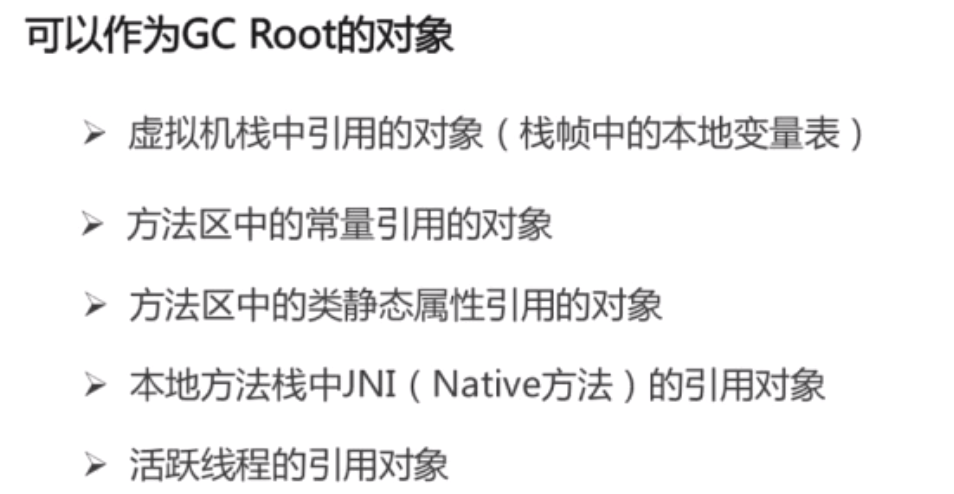 可以作为GC Root的对象
➢ 虚拟机栈中引用的对象（栈帧中的本地变量表）
➢ 方法区中的常量引用的对象
➢ 方法区中的类静态属性引用的对象
➢ 本地方法栈中JNI（Native方法）的引用对象
➢ 活跃线程的引用对象